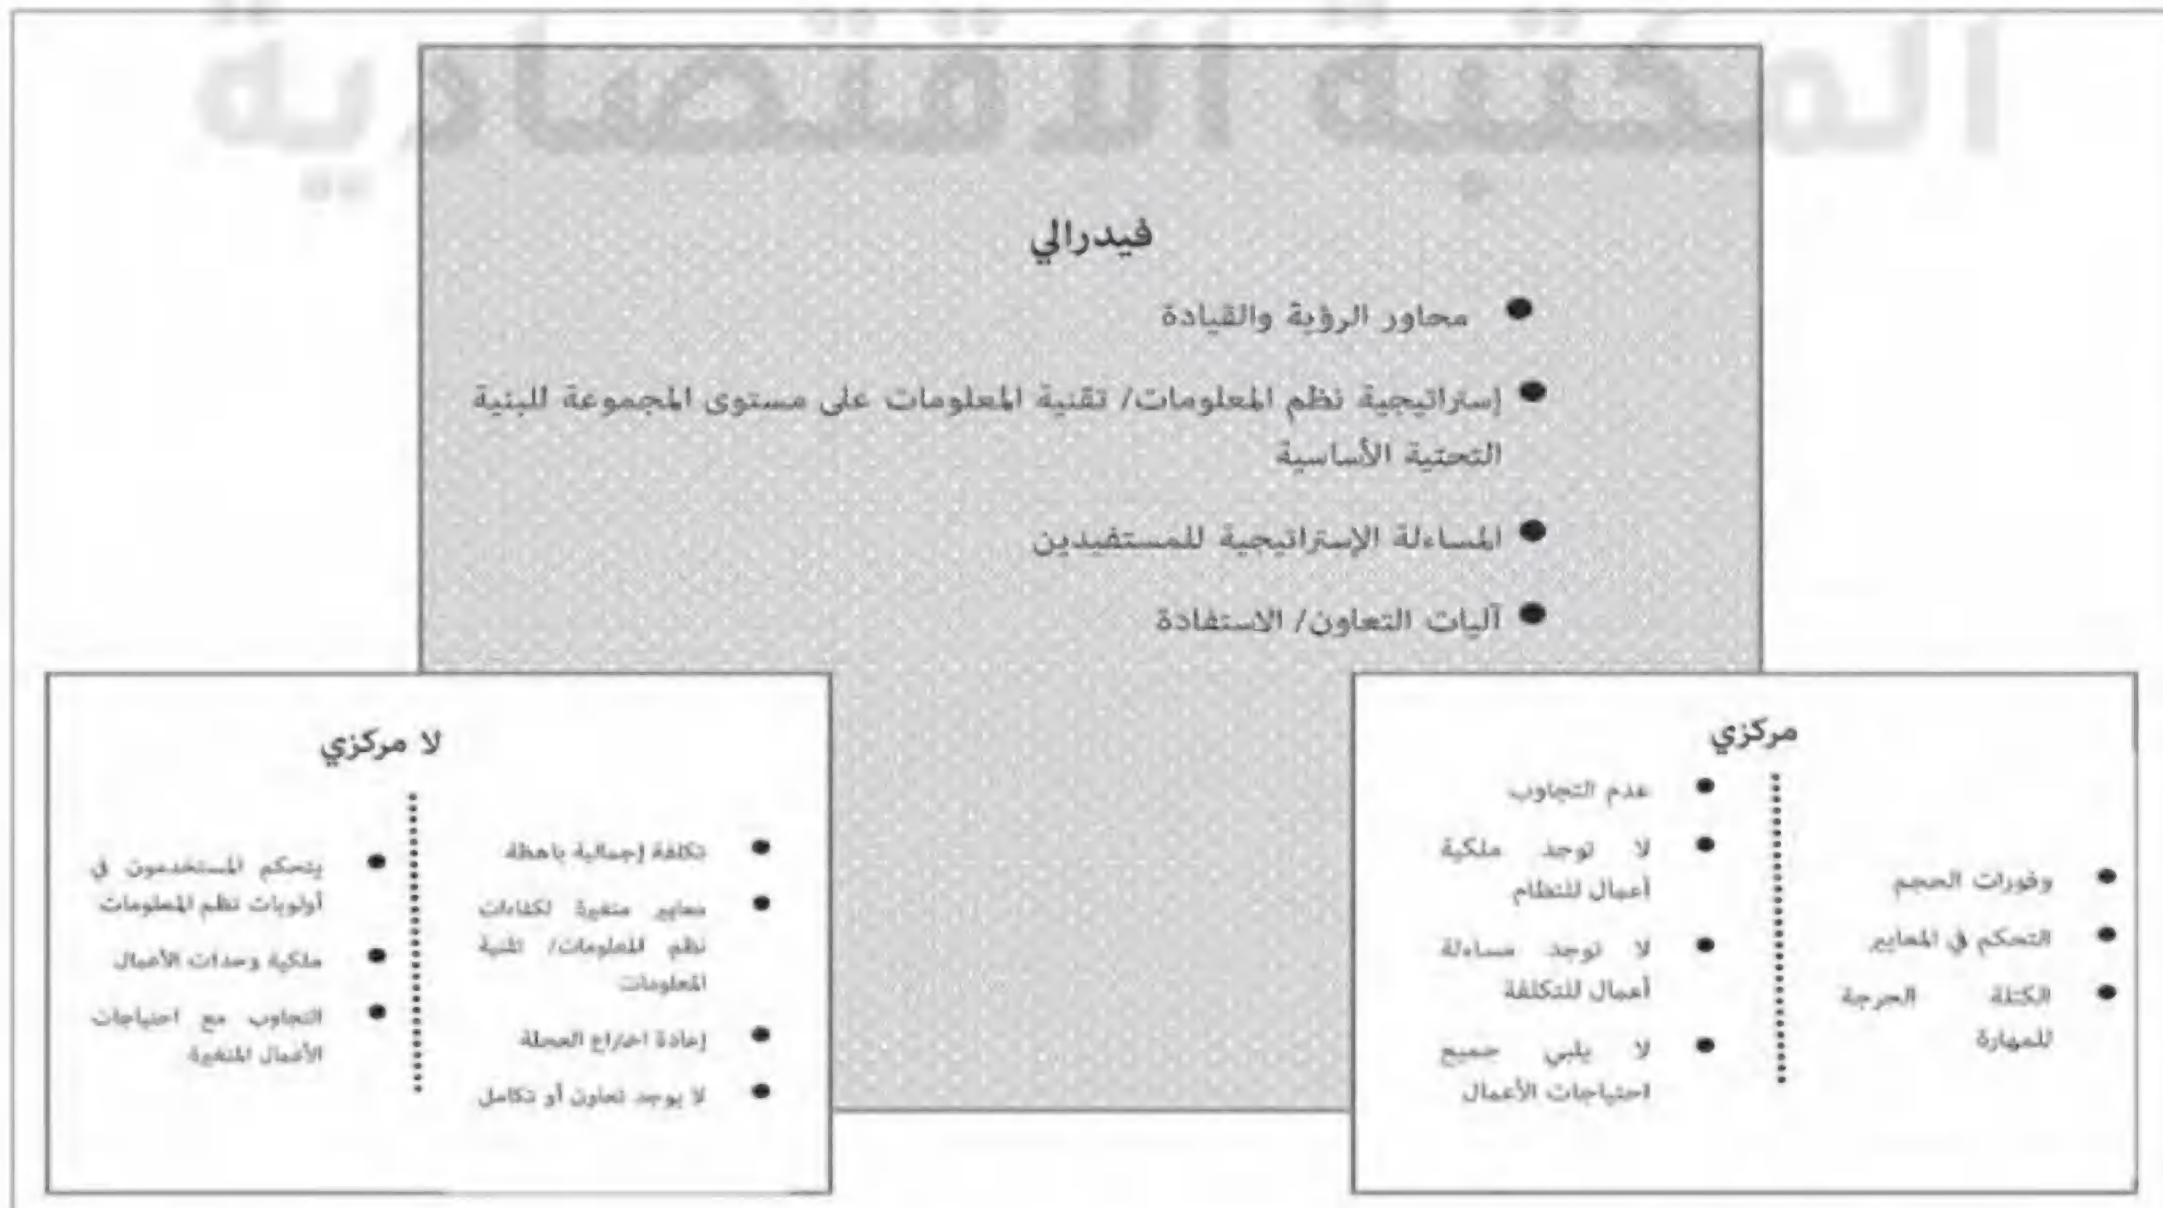 المكتبة الاقتصادية
فيدرالي
● محاور الرؤية والقيادة
● إستراتيجية نظم المعلومات/ تقنية المعلومات على مستوى المجموعة للبنية
التحتية الأساسية
● المساءلة الإستراتيجية للمستفيدين
● آليات التعاون/ الاستفادة
مركزي
● وفورات الحجم
● التحكم في المعايير
● الكتلة الحرجة
للمهارة
● عدم التجاوب
● لا توجد ملكية
أعمال للنظام
● لا توجد مساءلة
أعمال للتكلفة
● لا يلبي جميع
احتياجات الأعمال
لا مركزي
● تكلفة إجمالية باهظة
● معايير متغيرة لكفاءات
نظم المعلومات/ تقنية
المعلومات
● إعادة اختراع العجلة
● لا يوجد تعاون أو تكامل
● يتحكم المستخدمون في
أولويات نظم المعلومات
● ملكية وحدات الأعمال
● التجاوب مع احتياجات
الأعمال المتغيرة